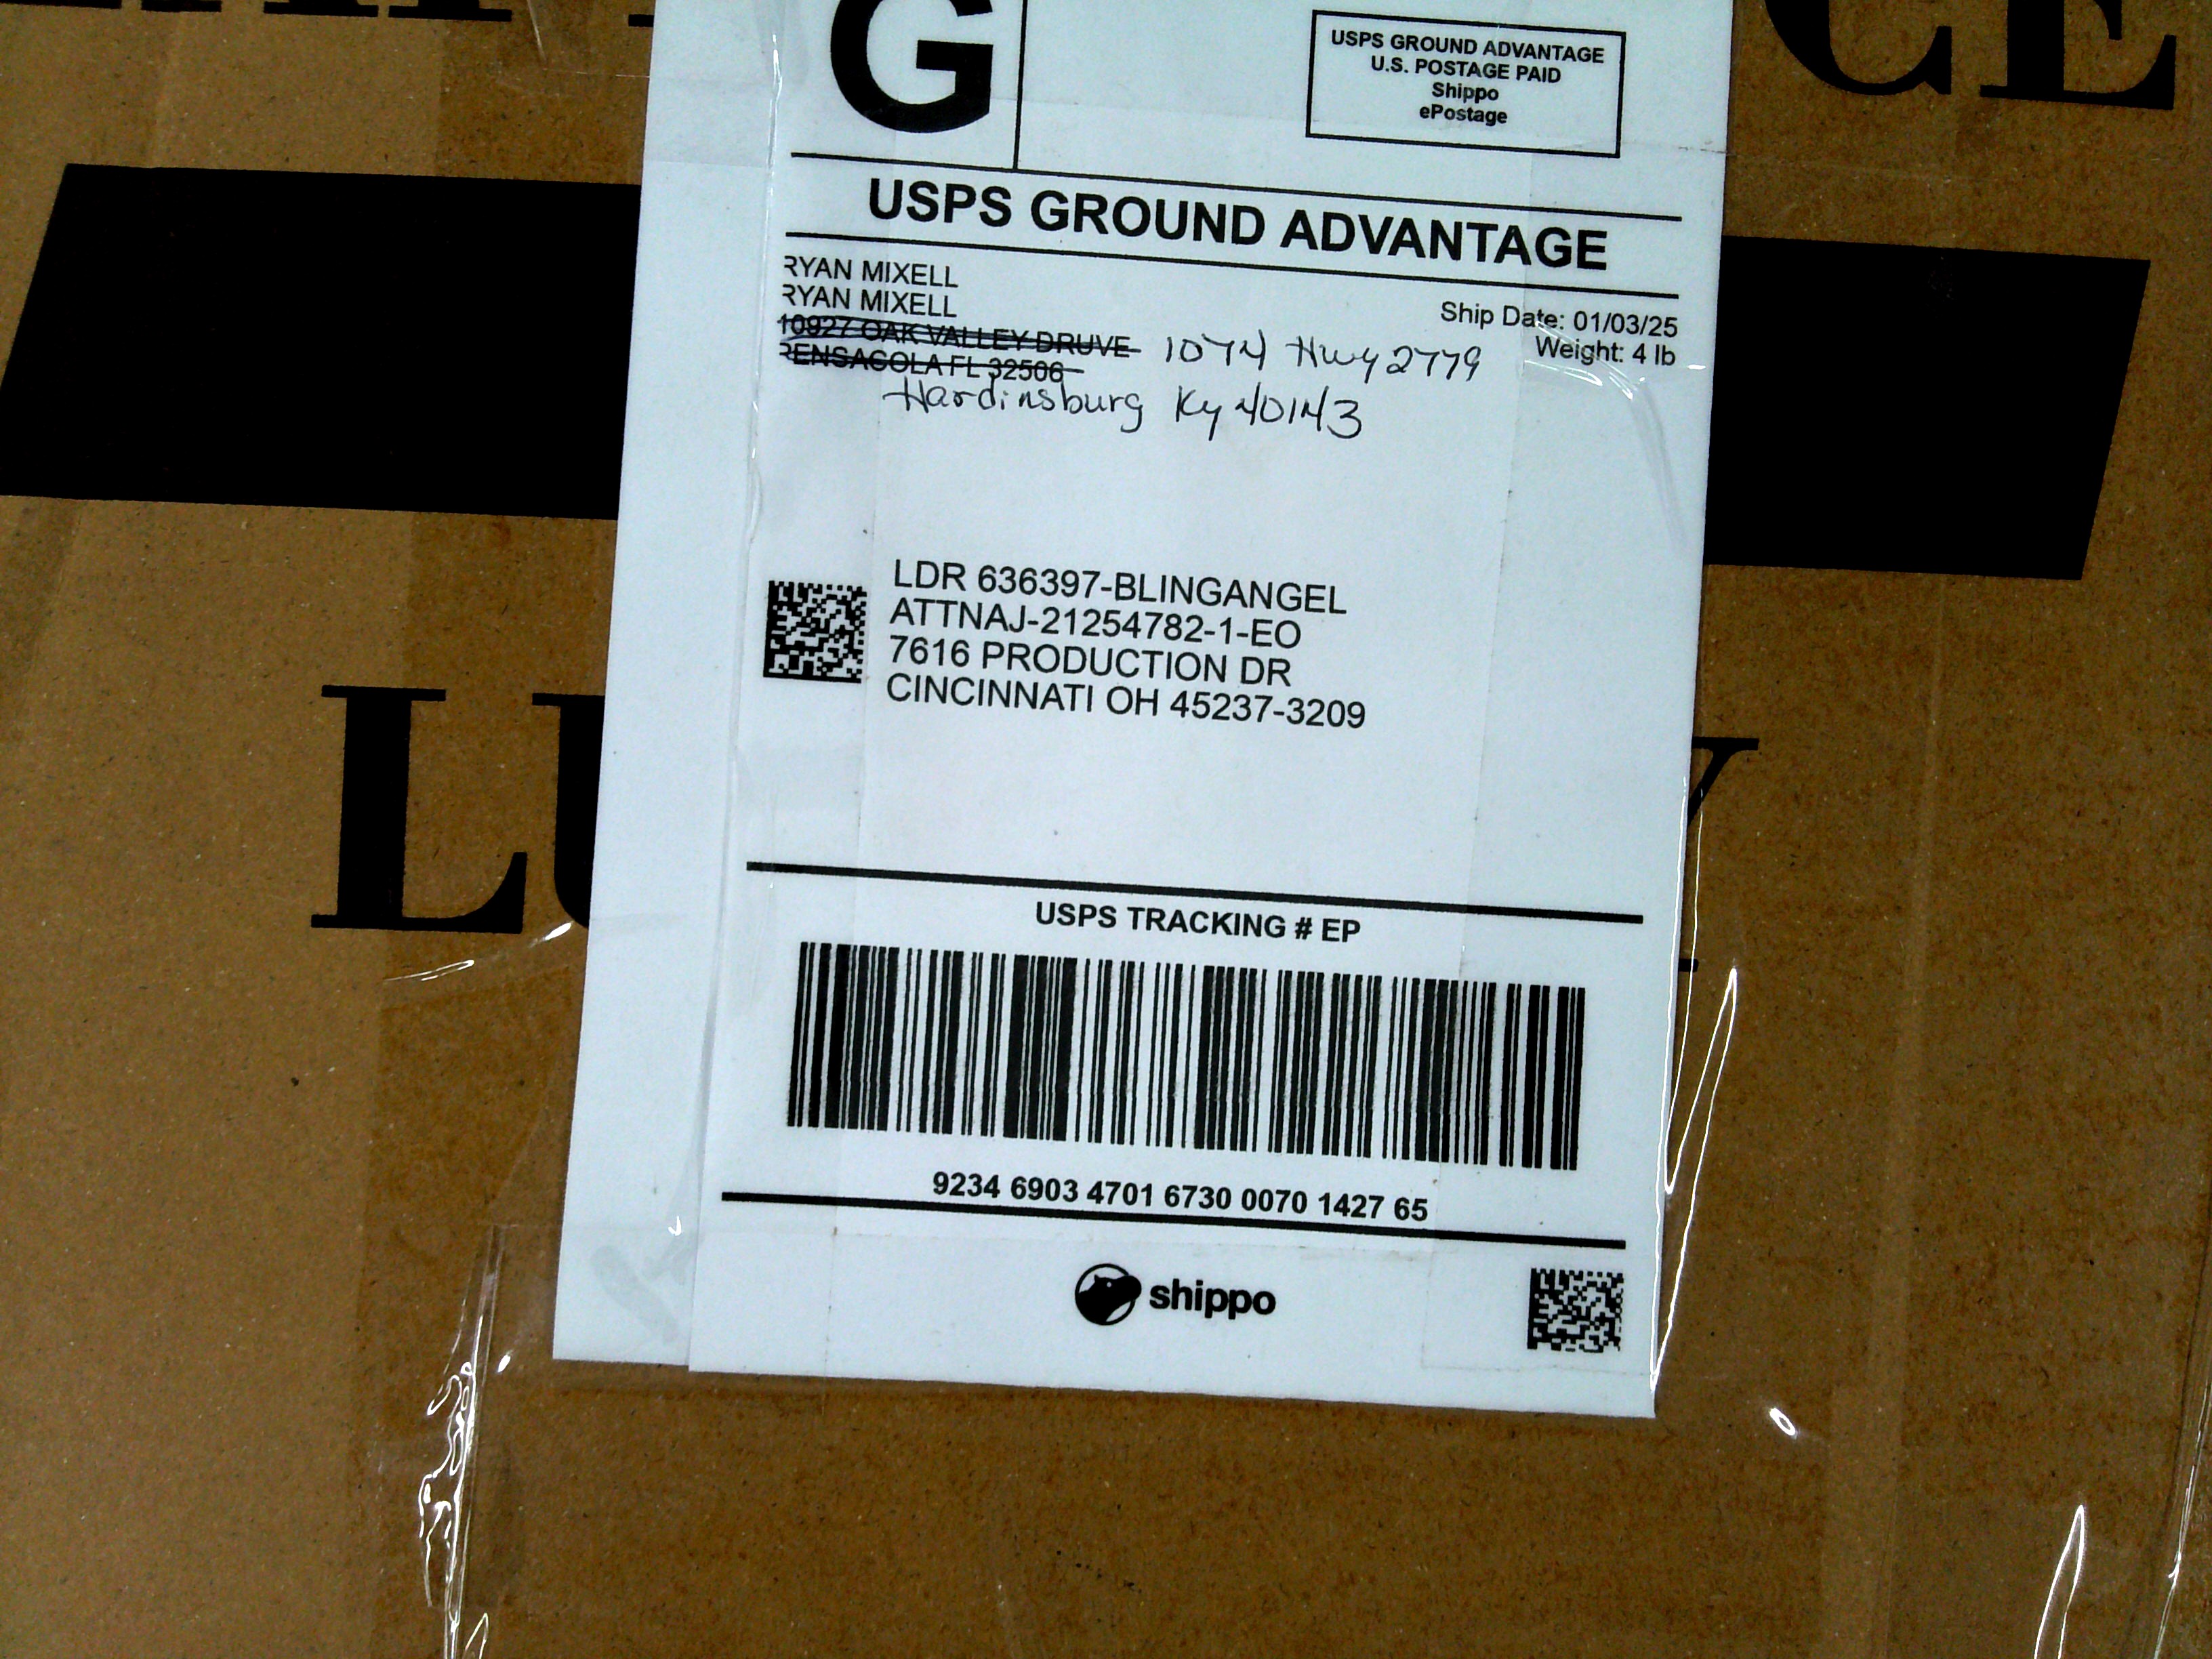 G
USPS GROUND ADVANTAGE
U.S. POSTAGE PAID
Shippo
ePostage
CE
USPS GROUND ADVANTAGE
RYAN MIXELL
RYAN MIXELL
Ship Date: 01/03/25
10927 OAK VALLEY DRUVE 1074 Hwy 2779
Weight: 4 lb
PENSACOLA FL 32506
Hardinsburg Ky 40143
LDR 636397-BLINGANGEL
ATTNAJ-21254782-1-EO
7616 PRODUCTION DR
CINCINNATI OH 45237-3209
USPS TRACKING # EP
9234 6903 4701 6730 0070 1427 65
shippo